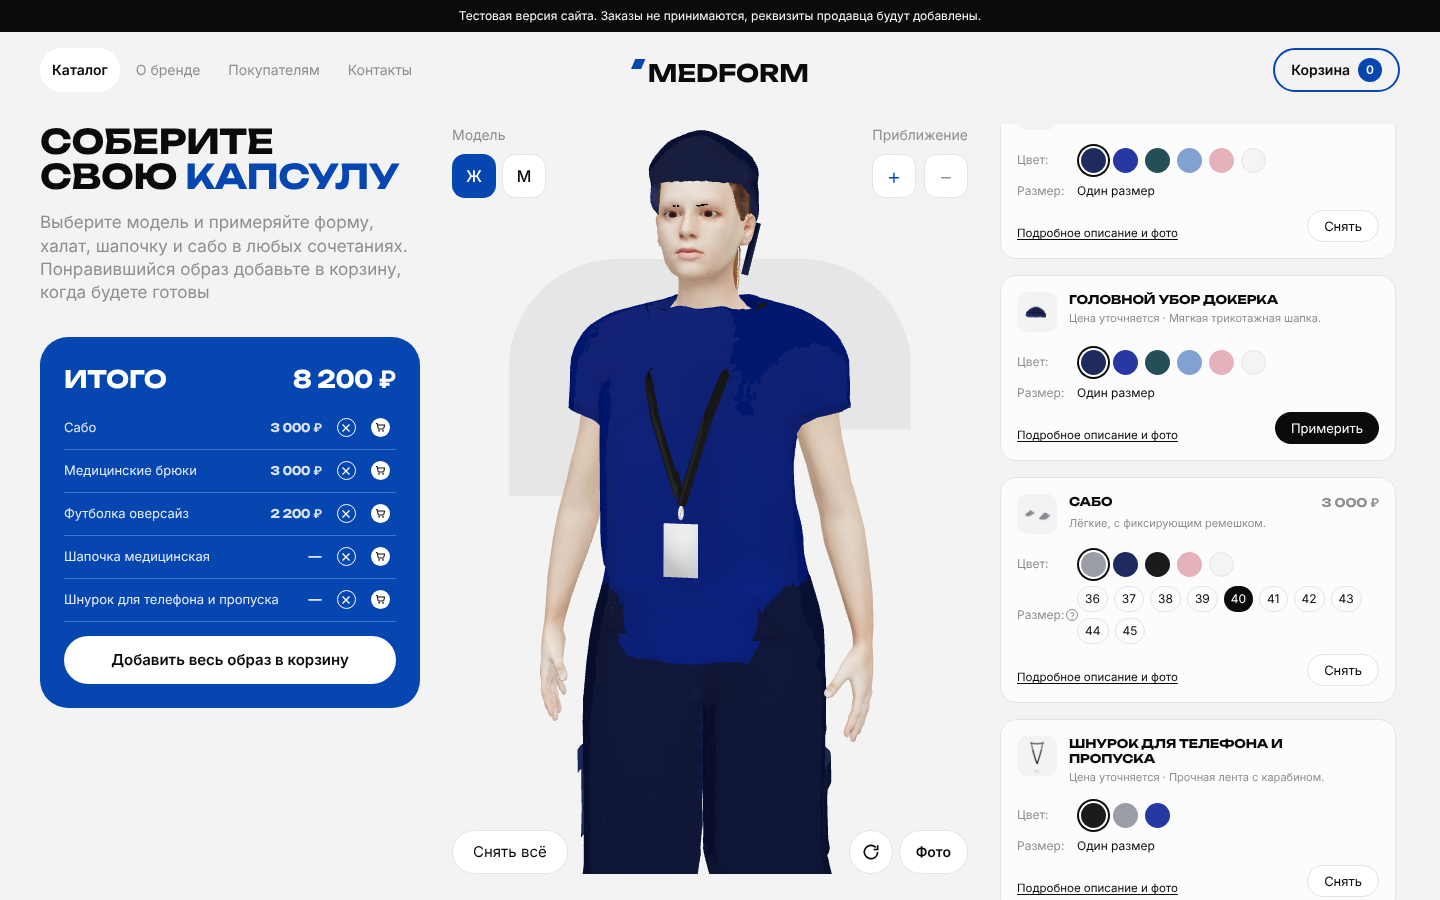 Тестовая версия сайта. Заказы не принимаются, реквизиты продавца будут добавлены.
Каталог
О бренде
Покупателям
Контакты
MEDFORM
Корзина 0
СОБЕРИТЕ
СВОЮ КАПСУЛУ
Выберите модель и примеряйте форму,
халат, шапочку и сабо в любых сочетаниях.
Понравившийся образ добавьте в корзину,
когда будете готовы
ИТОГО 8 200 ₽
Сабо 3 000 ₽
Медицинские брюки 3 000 ₽
Футболка оверсайз 2 200 ₽
Шапочка медицинская —
Шнурок для телефона и пропуска —
Добавить весь образ в корзину
Модель
Ж М
Приближение
+ −
Снять всё
Фото
Цвет:
Размер: Один размер
Подробное описание и фото
Снять
ГОЛОВНОЙ УБОР ДОКЕРКА
Цена уточняется · Мягкая трикотажная шапка.
Цвет:
Размер: Один размер
Подробное описание и фото
Примерить
САБО 3 000 ₽
Лёгкие, с фиксирующим ремешком.
Цвет:
Размер: ?
36 37 38 39 40 41 42 43
44 45
Подробное описание и фото
Снять
ШНУРОК ДЛЯ ТЕЛЕФОНА И
ПРОПУСКА
Цена уточняется · Прочная лента с карабином.
Цвет:
Размер: Один размер
Подробное описание и фото
Снять